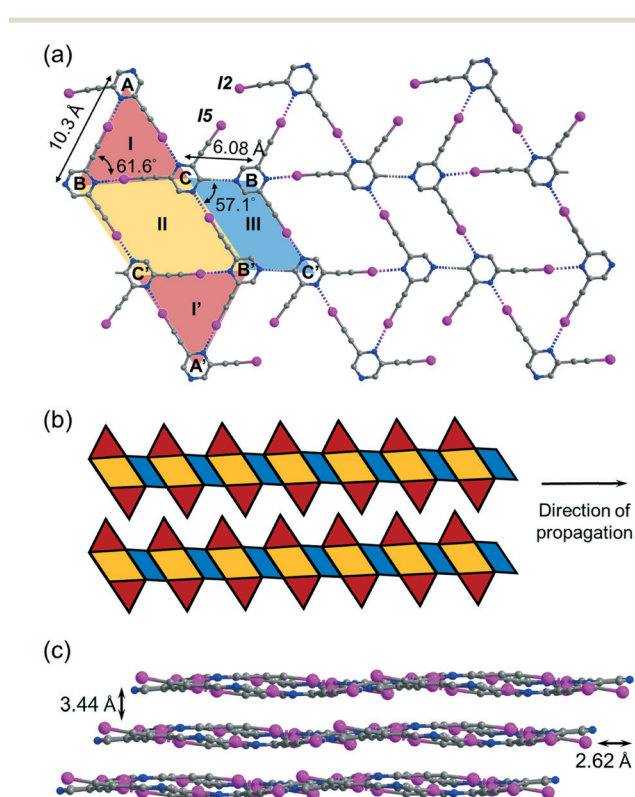 (a)
A
I2
10.3 Å
I
I5
6.08 Å
61.6°
B
C
B
57.1°
II
III
C'
B'
C'
I'
A'
(b)
Direction of
propagation
(c)
3.44 Å
2.62 Å